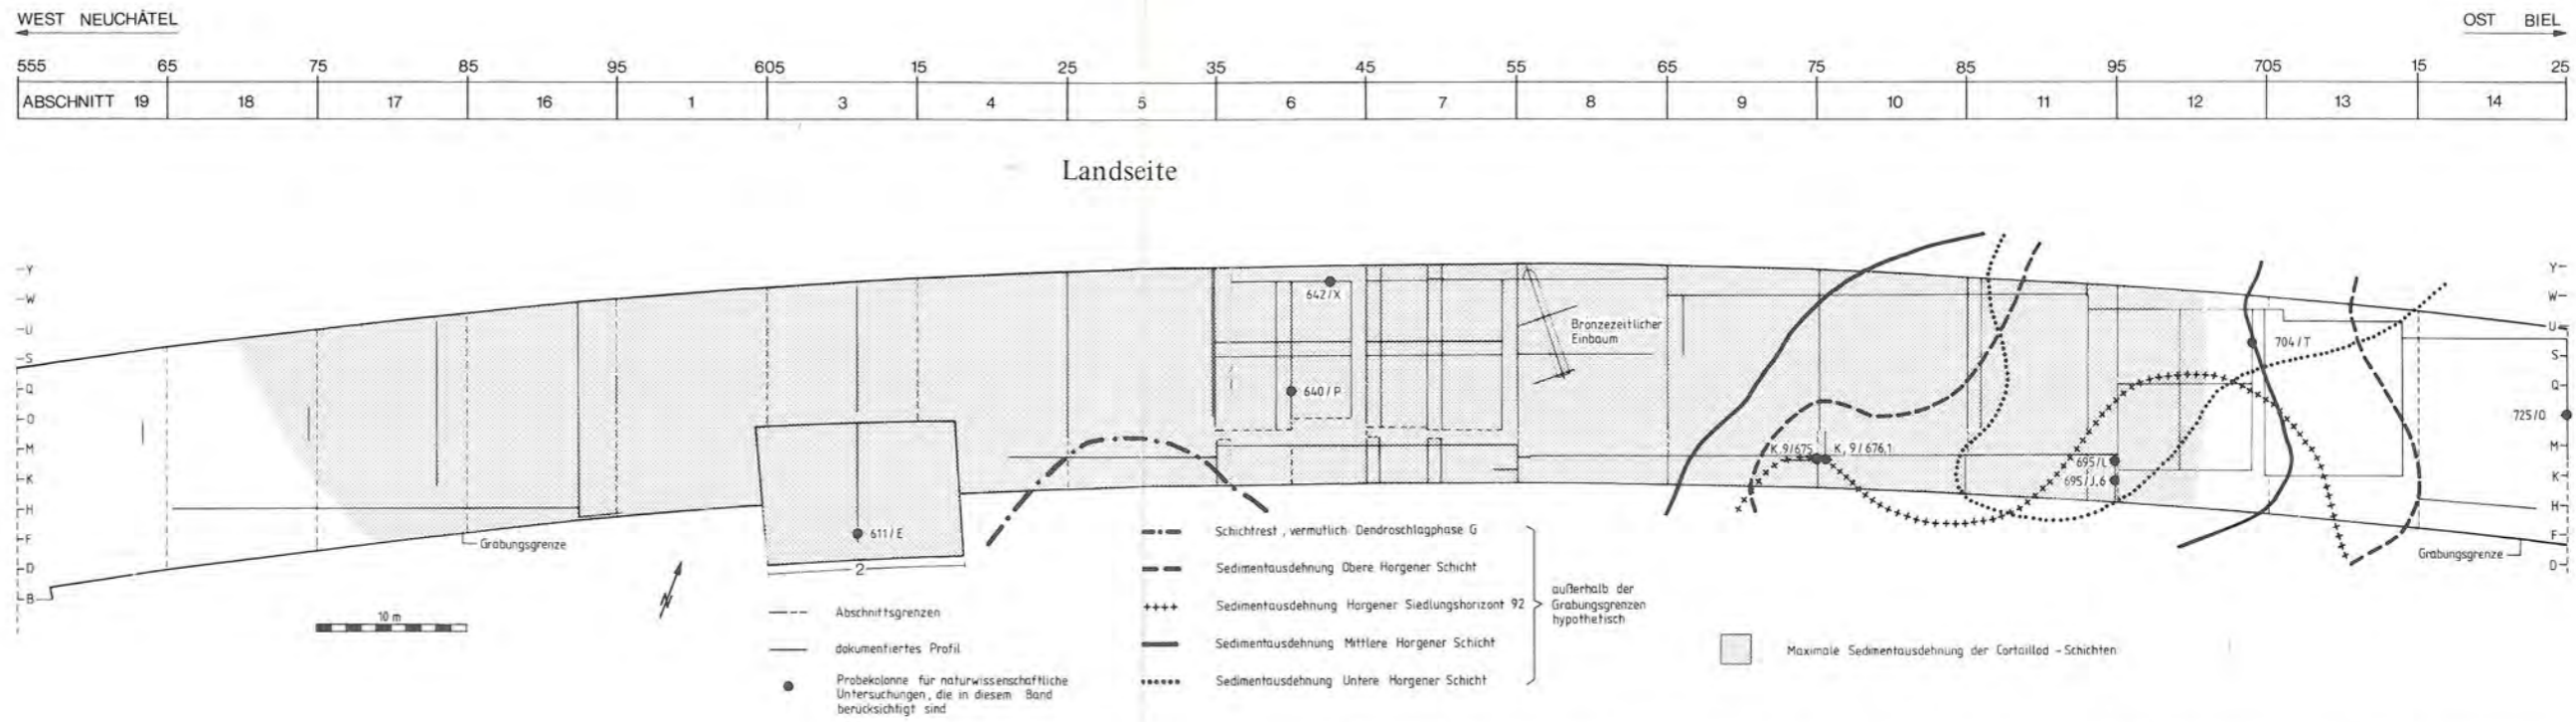 WEST NEUCHÂTEL
OST BIEL
555 65 75 85 95 605 15 25 35 45 55 65 75 85 95 705 15 25
ABSCHNITT 19 18 17 16 1 3 4 5 6 7 8 9 10 11 12 13 14
Landseite
Y
W
U
S
Q
O
M
K
H
F
D
B
Y
W
U
S
Q
M
K
H
F
D
642/X
640/P
Bronzezeitlicher
Einbaum
704/T
725/O
K.9/675
K, 9/676,1
695/L
695/J.6
611/E
2
Grabungsgrenze
Grabungsgrenze
N
10 m
Abschnittsgrenzen
dokumentiertes Profil
Probekolonne für naturwissenschaftliche
Untersuchungen, die in diesem Band
berücksichtigt sind
Schichtrest, vermutlich Dendroschlagphase G
Sedimentausdehnung Obere Horgener Schicht
Sedimentausdehnung Horgener Siedlungshorizont 92
Sedimentausdehnung Mittlere Horgener Schicht
Sedimentausdehnung Untere Horgener Schicht
außerhalb der
Grabungsgrenzen
hypothetisch
Maximale Sedimentausdehnung der Cortaillod-Schichten